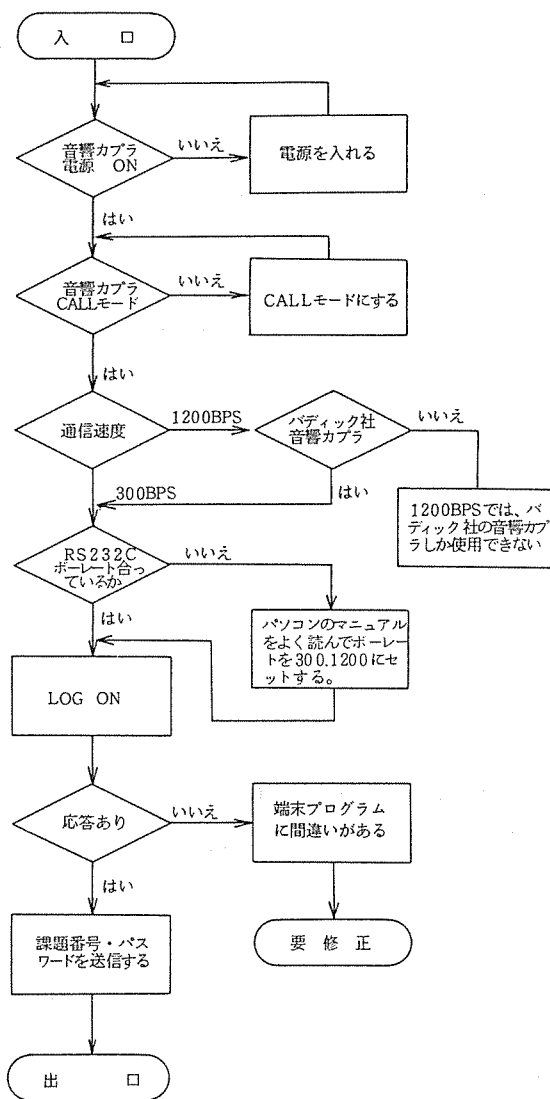 入 口
音響カプラ
電源 ON
いいえ
電源を入れる
はい
音響カプラ
CALLモード
いいえ
CALLモードにする
はい
通信速度
1200BPS
バディック社
音響カプラ
いいえ
300BPS
はい
1200BPSでは、バ
ディック社の音響カプ
ラしか使用できない
RS232C
ボーレート合っ
ているか
いいえ
はい
パソコンのマニュアル
をよく読んでボーレー
トを300.1200にセ
ットする。
LOG ON
応答あり
いいえ
端末プログラム
に間違いがある
はい
課題番号・パス
ワードを送信する
要 修 正
出 口